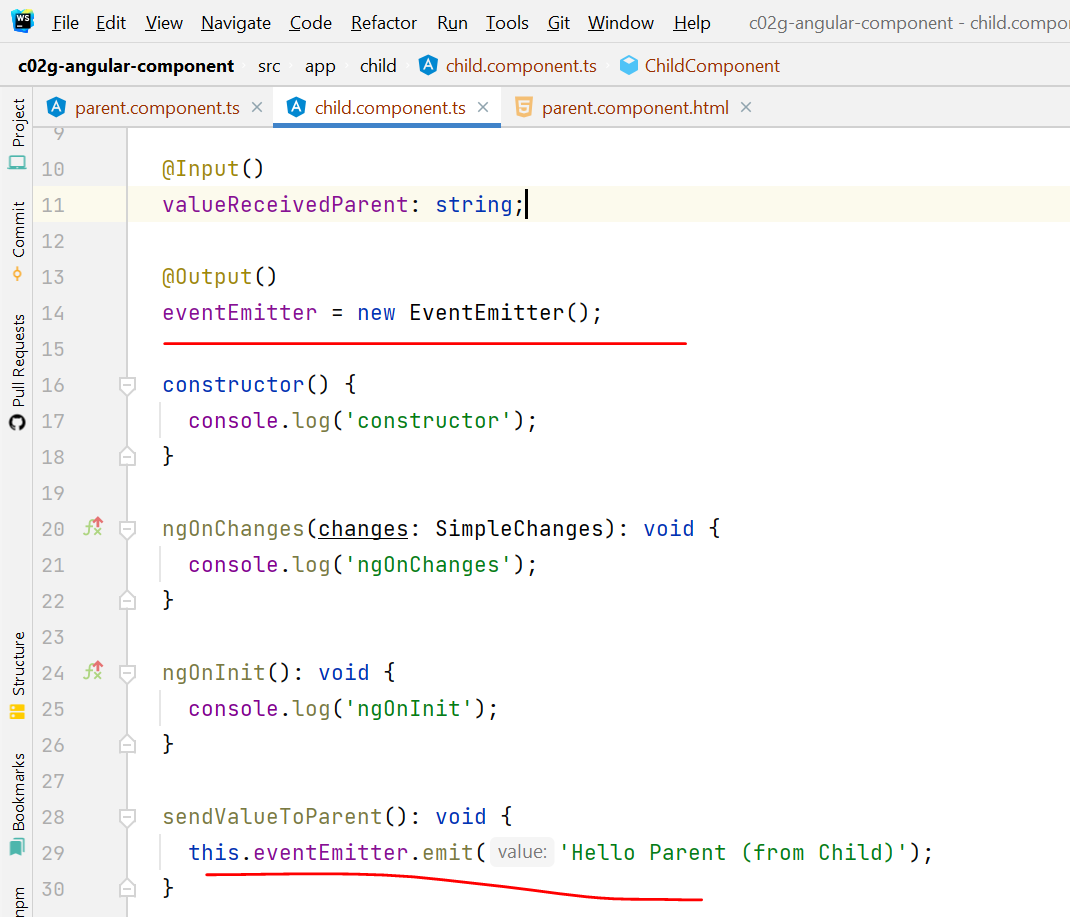 WS File Edit View Navigate Code Refactor Run Tools Git Window Help c02g-angular-component - child.compo
c02g-angular-component src app child child.component.ts ChildComponent
parent.component.ts child.component.ts parent.component.html
Project
Commit
Pull Requests
Structure
Bookmarks
npm
9
10 @Input()
11 valueReceivedParent: string;
12
13 @Output()
14 eventEmitter = new EventEmitter();
15
16 constructor() {
17 console.log('constructor');
18 }
19
20 ngOnChanges(changes: SimpleChanges): void {
21 console.log('ngOnChanges');
22 }
23
24 ngOnInit(): void {
25 console.log('ngOnInit');
26 }
27
28 sendValueToParent(): void {
29 this.eventEmitter.emit( value: 'Hello Parent (from Child)');
30 }